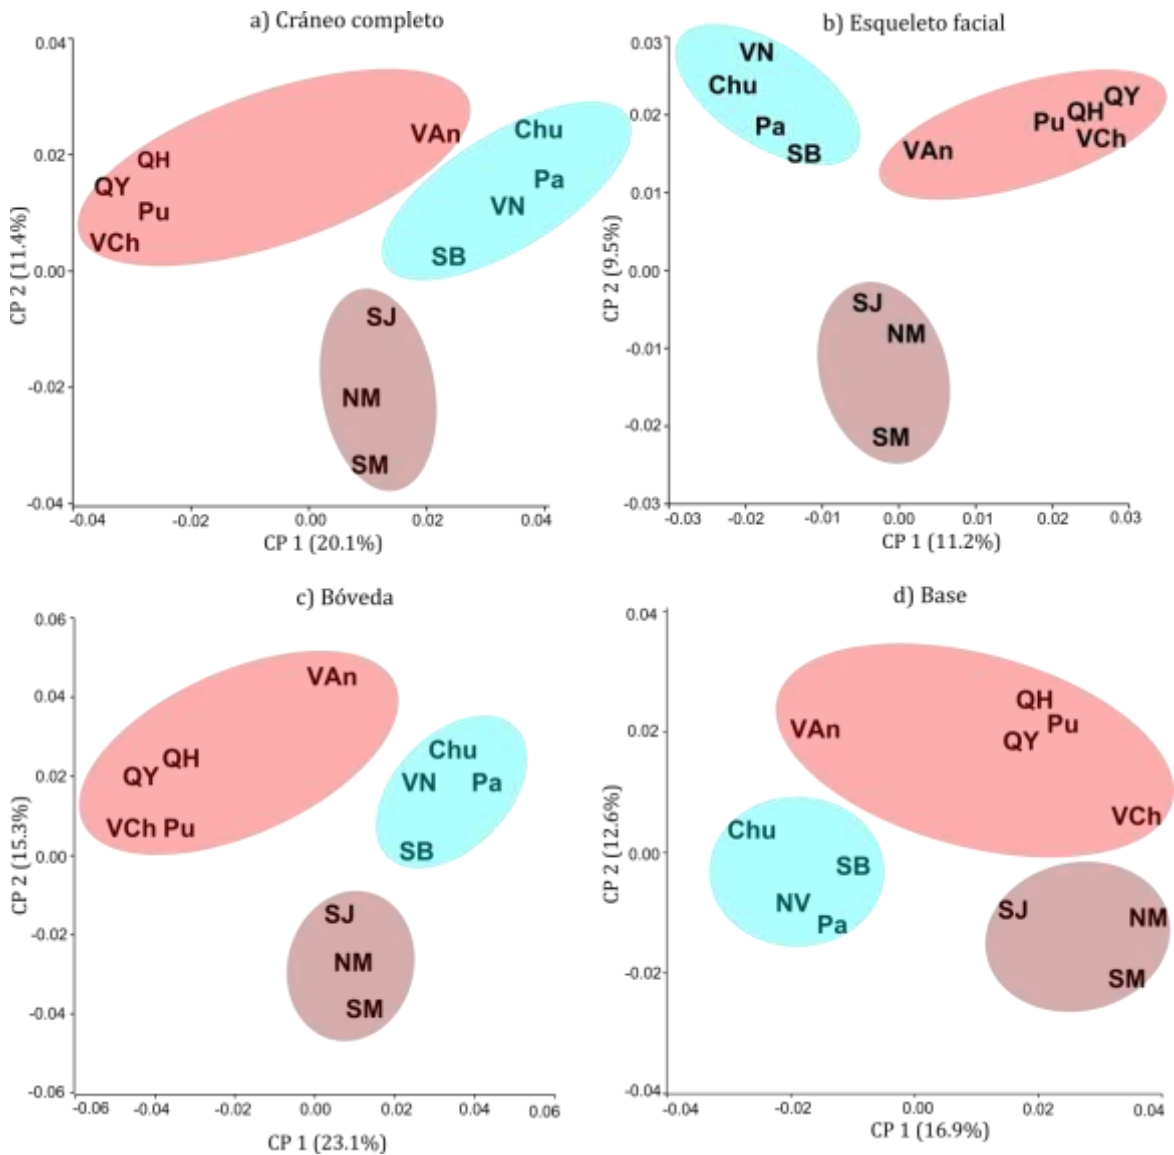 a) Cráneo completo
0.04
0.02
0.00
-0.02
-0.04
CP 2 (11.4%)
QH
QY
Pu
VCh
VAn
Chu
Pa
VN
SB
SJ
NM
SM
-0.04
-0.02
0.00
0.02
0.04
CP 1 (20.1%)
b) Esqueleto facial
0.03
0.02
0.01
0.00
-0.01
-0.02
-0.03
CP 2 (9.5%)
VN
Chu
Pa
SB
VAn
Pu
QH
QY
VCh
SJ
NM
SM
-0.03
-0.02
-0.01
0.00
0.02
0.03
CP 1 (11.2%)
c) Bóveda
0.06
0.04
0.02
0.00
-0.02
-0.04
-0.06
CP 2 (15.3%)
VAn
QH
QY
VCh
Pu
Chu
VN
Pa
SB
SJ
NM
SM
-0.06
-0.04
-0.02
0.00
0.02
0.04
0.06
CP 1 (23.1%)
d) Base
0.04
0.02
0.00
-0.02
-0.04
CP 2 (12.6%)
VAn
QH
Pu
QY
VCh
Chu
SB
NV
Pa
SJ
NM
SM
-0.04
-0.02
0.00
0.02
0.04
CP 1 (16.9%)